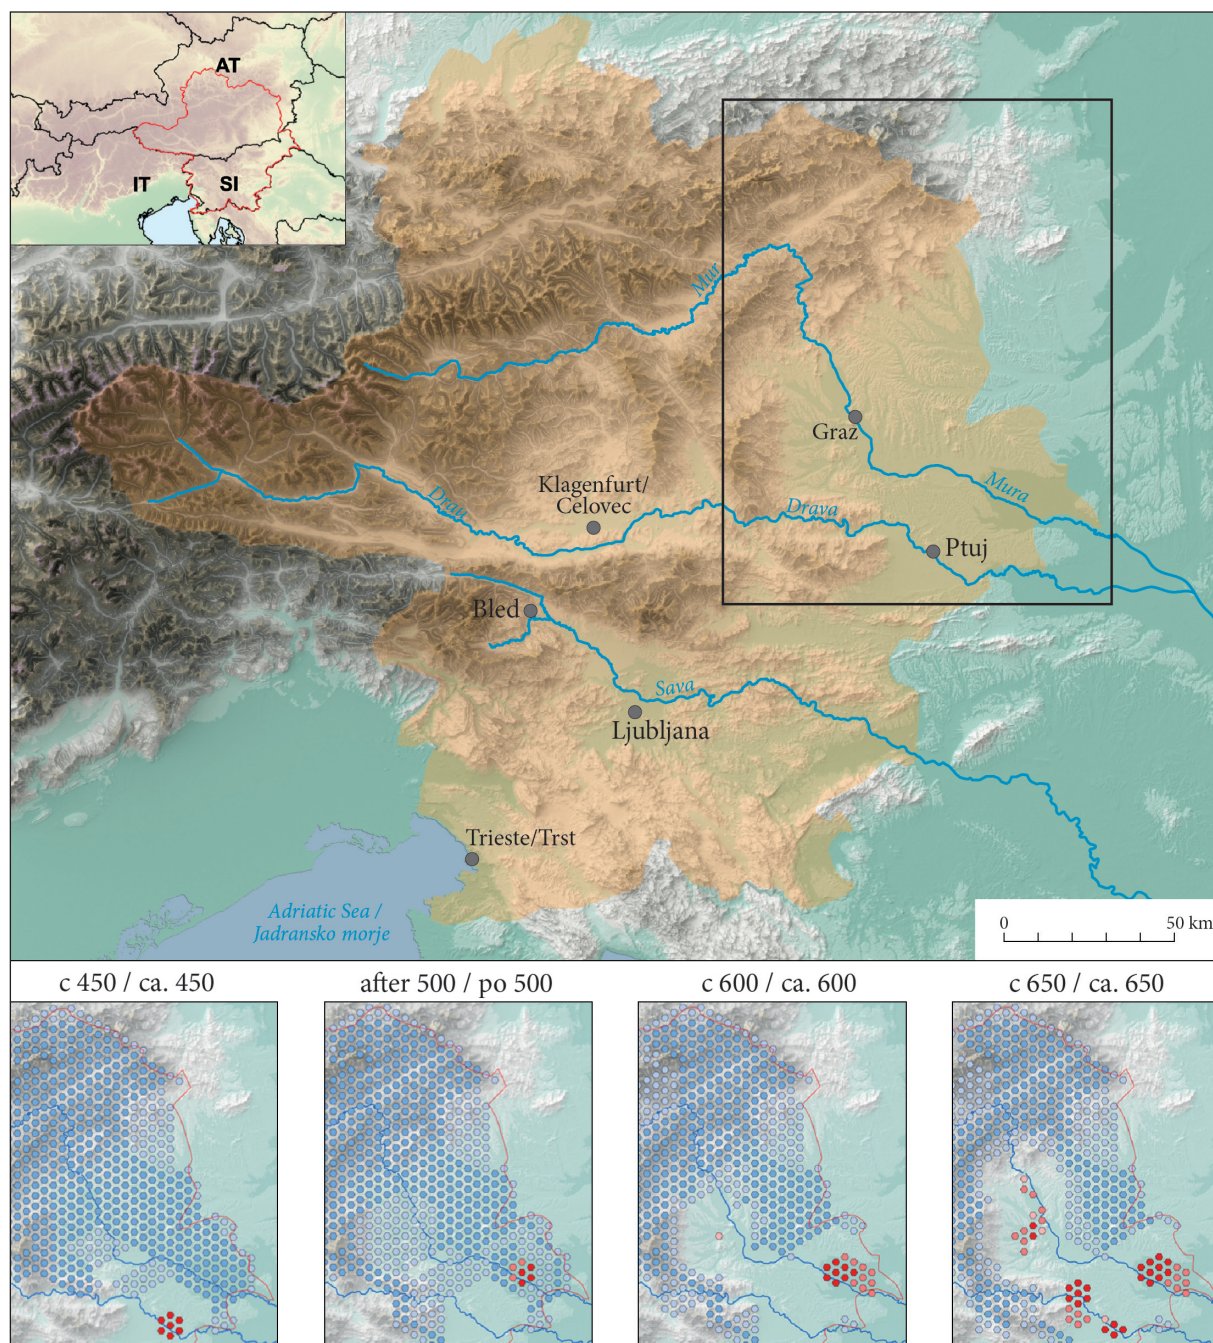 AT
IT
SI
Mur
Graz
Mura
Klagenfurt/
Celovec
Drau
Drava
Ptuj
Bled
Sava
Ljubljana
Trieste/Trst
Adriatic Sea /
Jadransko morje
0 50 km
c 450 / ca. 450
after 500 / po 500
c 600 / ca. 600
c 650 / ca. 650